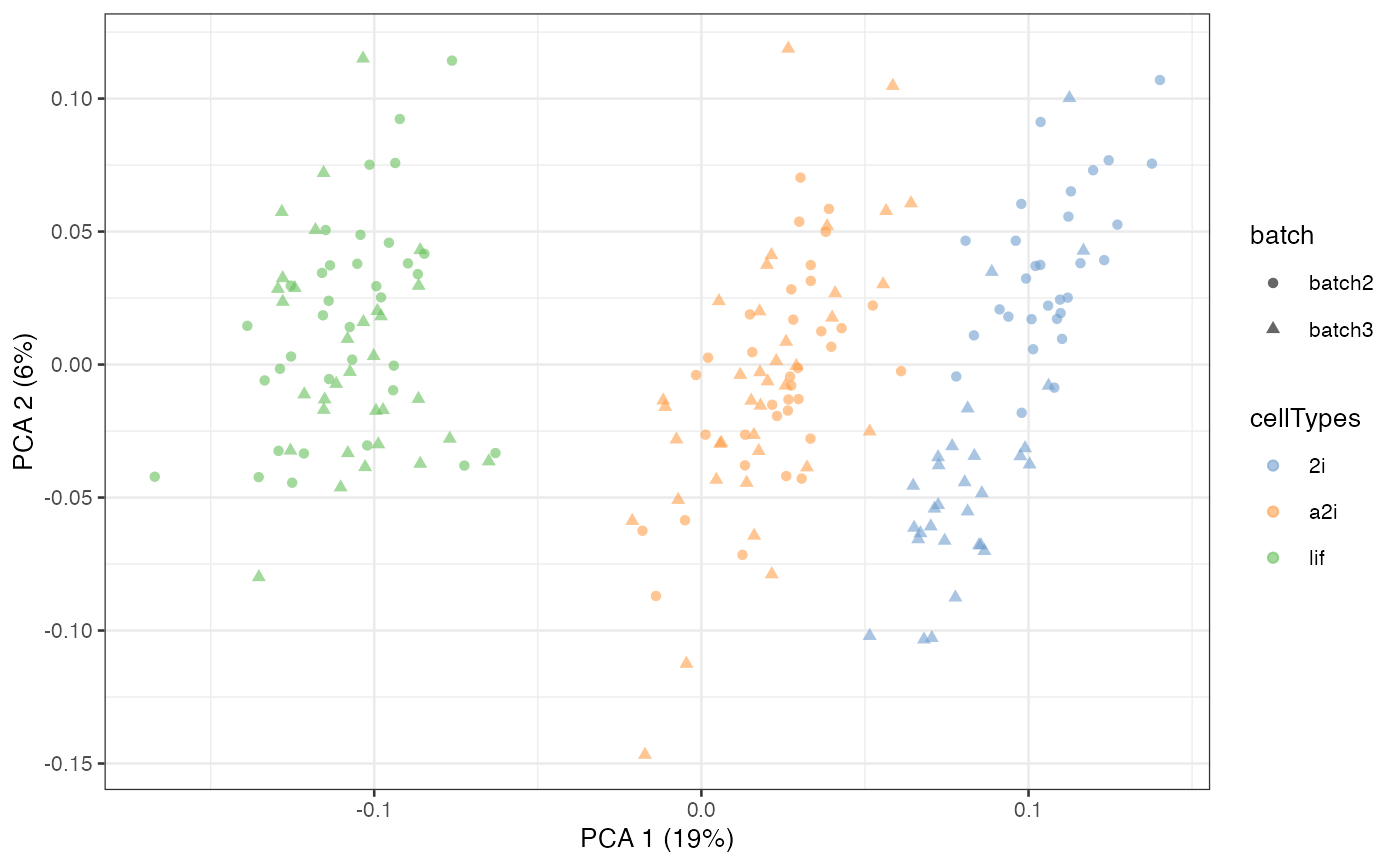 0.10
0.05
0.00
-0.05
-0.10
-0.15
PCA 2 (6%)
-0.1
0.0
0.1
PCA 1 (19%)
batch
batch2
batch3
cellTypes
2i
a2i
lif